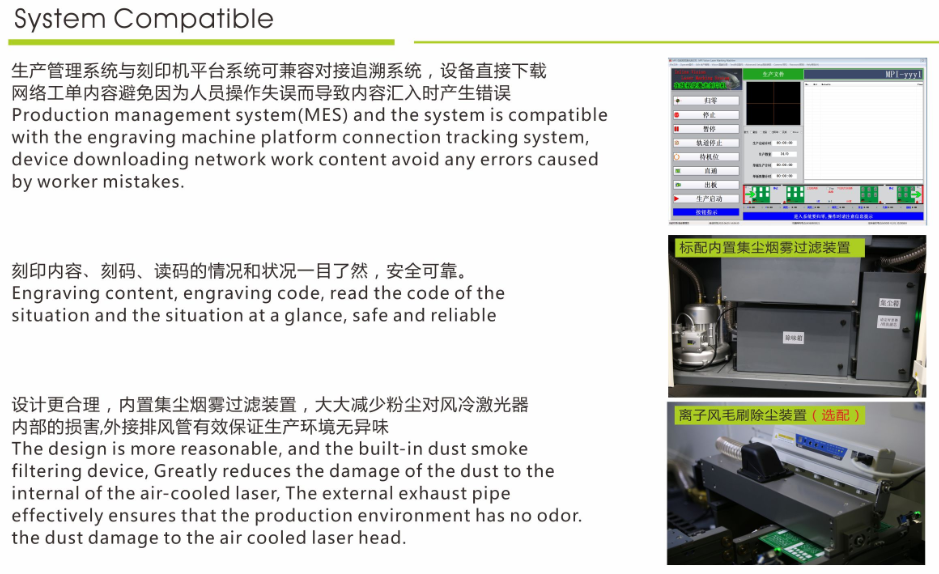 System Compatible
生产管理系统与刻印机平台系统可兼容对接追溯系统，设备直接下载
网络工单内容避免因为人员操作失误而导致内容汇入时产生错误
Production management system(MES) and the system is compatible
with the engraving machine platform connection tracking system,
device downloading network work content avoid any errors caused
by worker mistakes.
刻印内容、刻码、读码的情况和状况一目了然，安全可靠。
Engraving content, engraving code, read the code of the
situation and the situation at a glance, safe and reliable
设计更合理，内置集尘烟雾过滤装置，大大减少粉尘对风冷激光器
内部的损害,外接排风管有效保证生产环境无异味
The design is more reasonable, and the built-in dust smoke
filtering device, Greatly reduces the damage of the dust to the
internal of the air-cooled laser, The external exhaust pipe
effectively ensures that the production environment has no odor.
the dust damage to the air cooled laser head.
生产文件
MPI-yyy1
归零
停止
暂停
轨道停止
待机位
直通
出板
生产启动
标配内置集尘烟雾过滤装置
集尘箱
离子风毛刷除尘装置（选配）